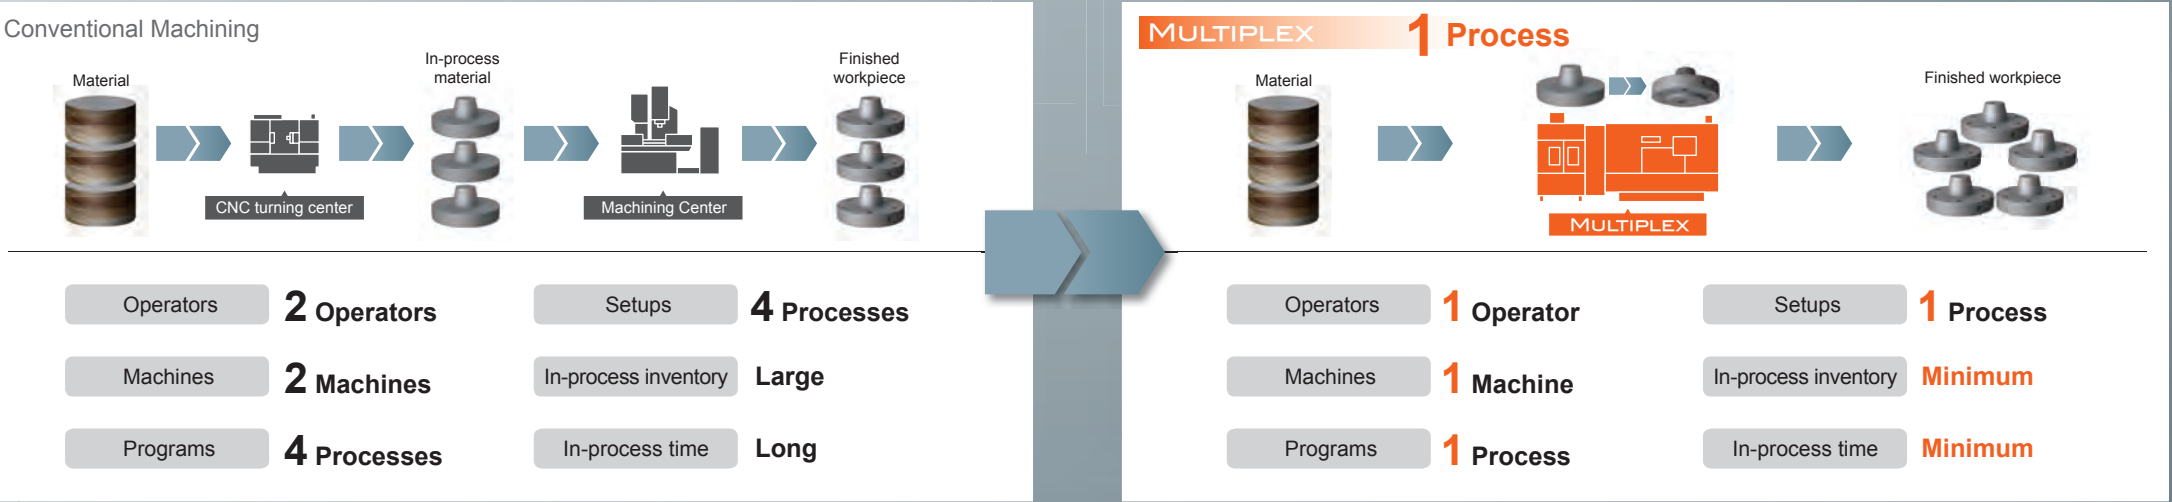 Conventional Machining
Material
In-process
material
Finished
workpiece
CNC turning center
Machining Center
Operators
2 Operators
Setups
4 Processes
Machines
2 Machines
In-process inventory
Large
Programs
4 Processes
In-process time
Long
MULTIPLEX
1 Process
Material
Finished workpiece
MULTIPLEX
Operators
1 Operator
Setups
1 Process
Machines
1 Machine
In-process inventory
Minimum
Programs
1 Process
In-process time
Minimum